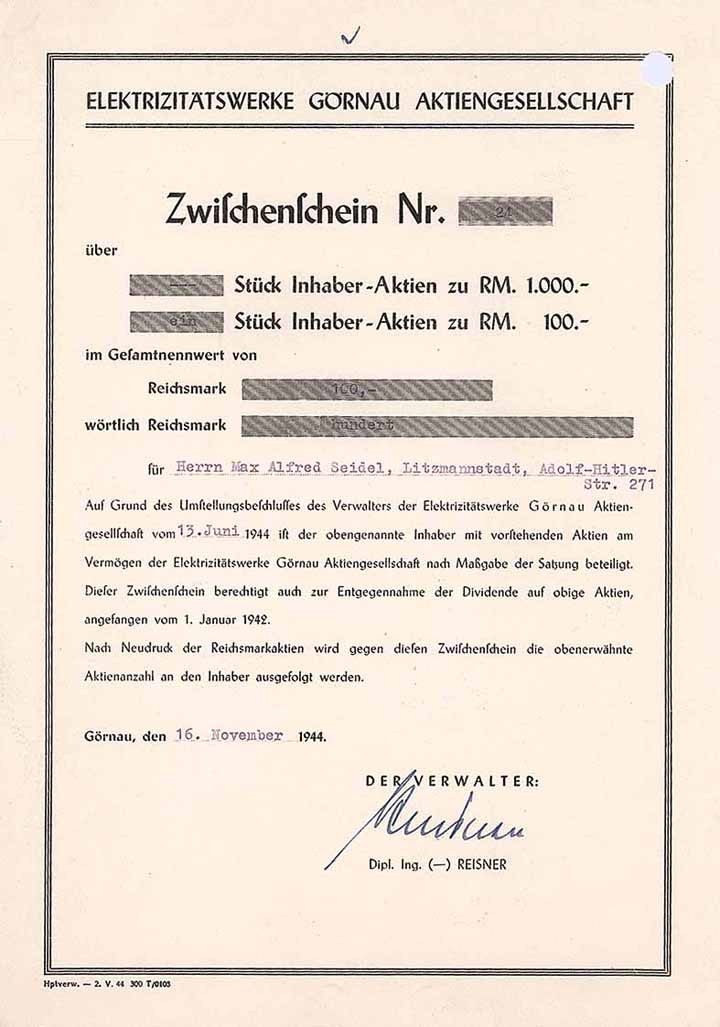 ELEKTRIZITÄTSWERKE GÖRNAU AKTIENGESELLSCHAFT
Zwiſchenſchein Nr. 24
über
--- Stück Inhaber-Aktien zu RM. 1.000.-
ein Stück Inhaber-Aktien zu RM. 100.-
im Geſamtnennwert von
Reichsmark 100,-
wörtlich Reichsmark hundert
für Herrn Max Alfred Seidel, Litzmannstadt, Adolf-Hitler-
Str. 271
Auf Grund des Umſtellungsbeſchluſſes des Verwalters der Elektrizitätswerke Görnau Aktien-
geſellſchaft vom 13. Juni 1944 iſt der obengenannte Inhaber mit vorſtehenden Aktien am
Vermögen der Elektrizitätswerke Görnau Aktiengeſellſchaft nach Maßgabe der Satzung beteiligt.
Dieſer Zwiſchenſchein berechtigt auch zur Entgegennahme der Dividende auf obige Aktien,
angefangen vom 1. Januar 1942.
Nach Neudruck der Reichsmarkaktien wird gegen dieſen Zwiſchenſchein die obenerwähnte
Aktienanzahl an den Inhaber ausgefolgt werden.
Görnau, den 16. November 1944.
DER VERWALTER:
Dipl. Ing. (—) REISNER
Hptverw. — 2. V. 44 300 T/0103